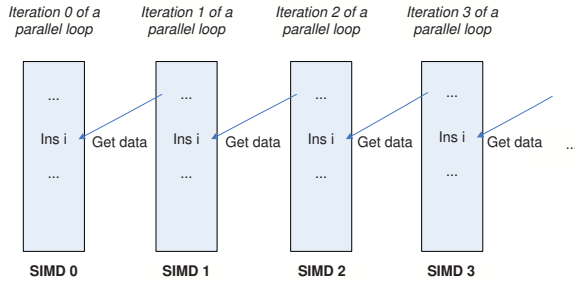 Iteration 0 of a parallel loop
Iteration 1 of a parallel loop
Iteration 2 of a parallel loop
Iteration 3 of a parallel loop
...
...
...
...
Ins i
Get data
Ins i
Get data
Ins i
Get data
Ins i
Get data
...
...
...
...
...
SIMD 0
SIMD 1
SIMD 2
SIMD 3